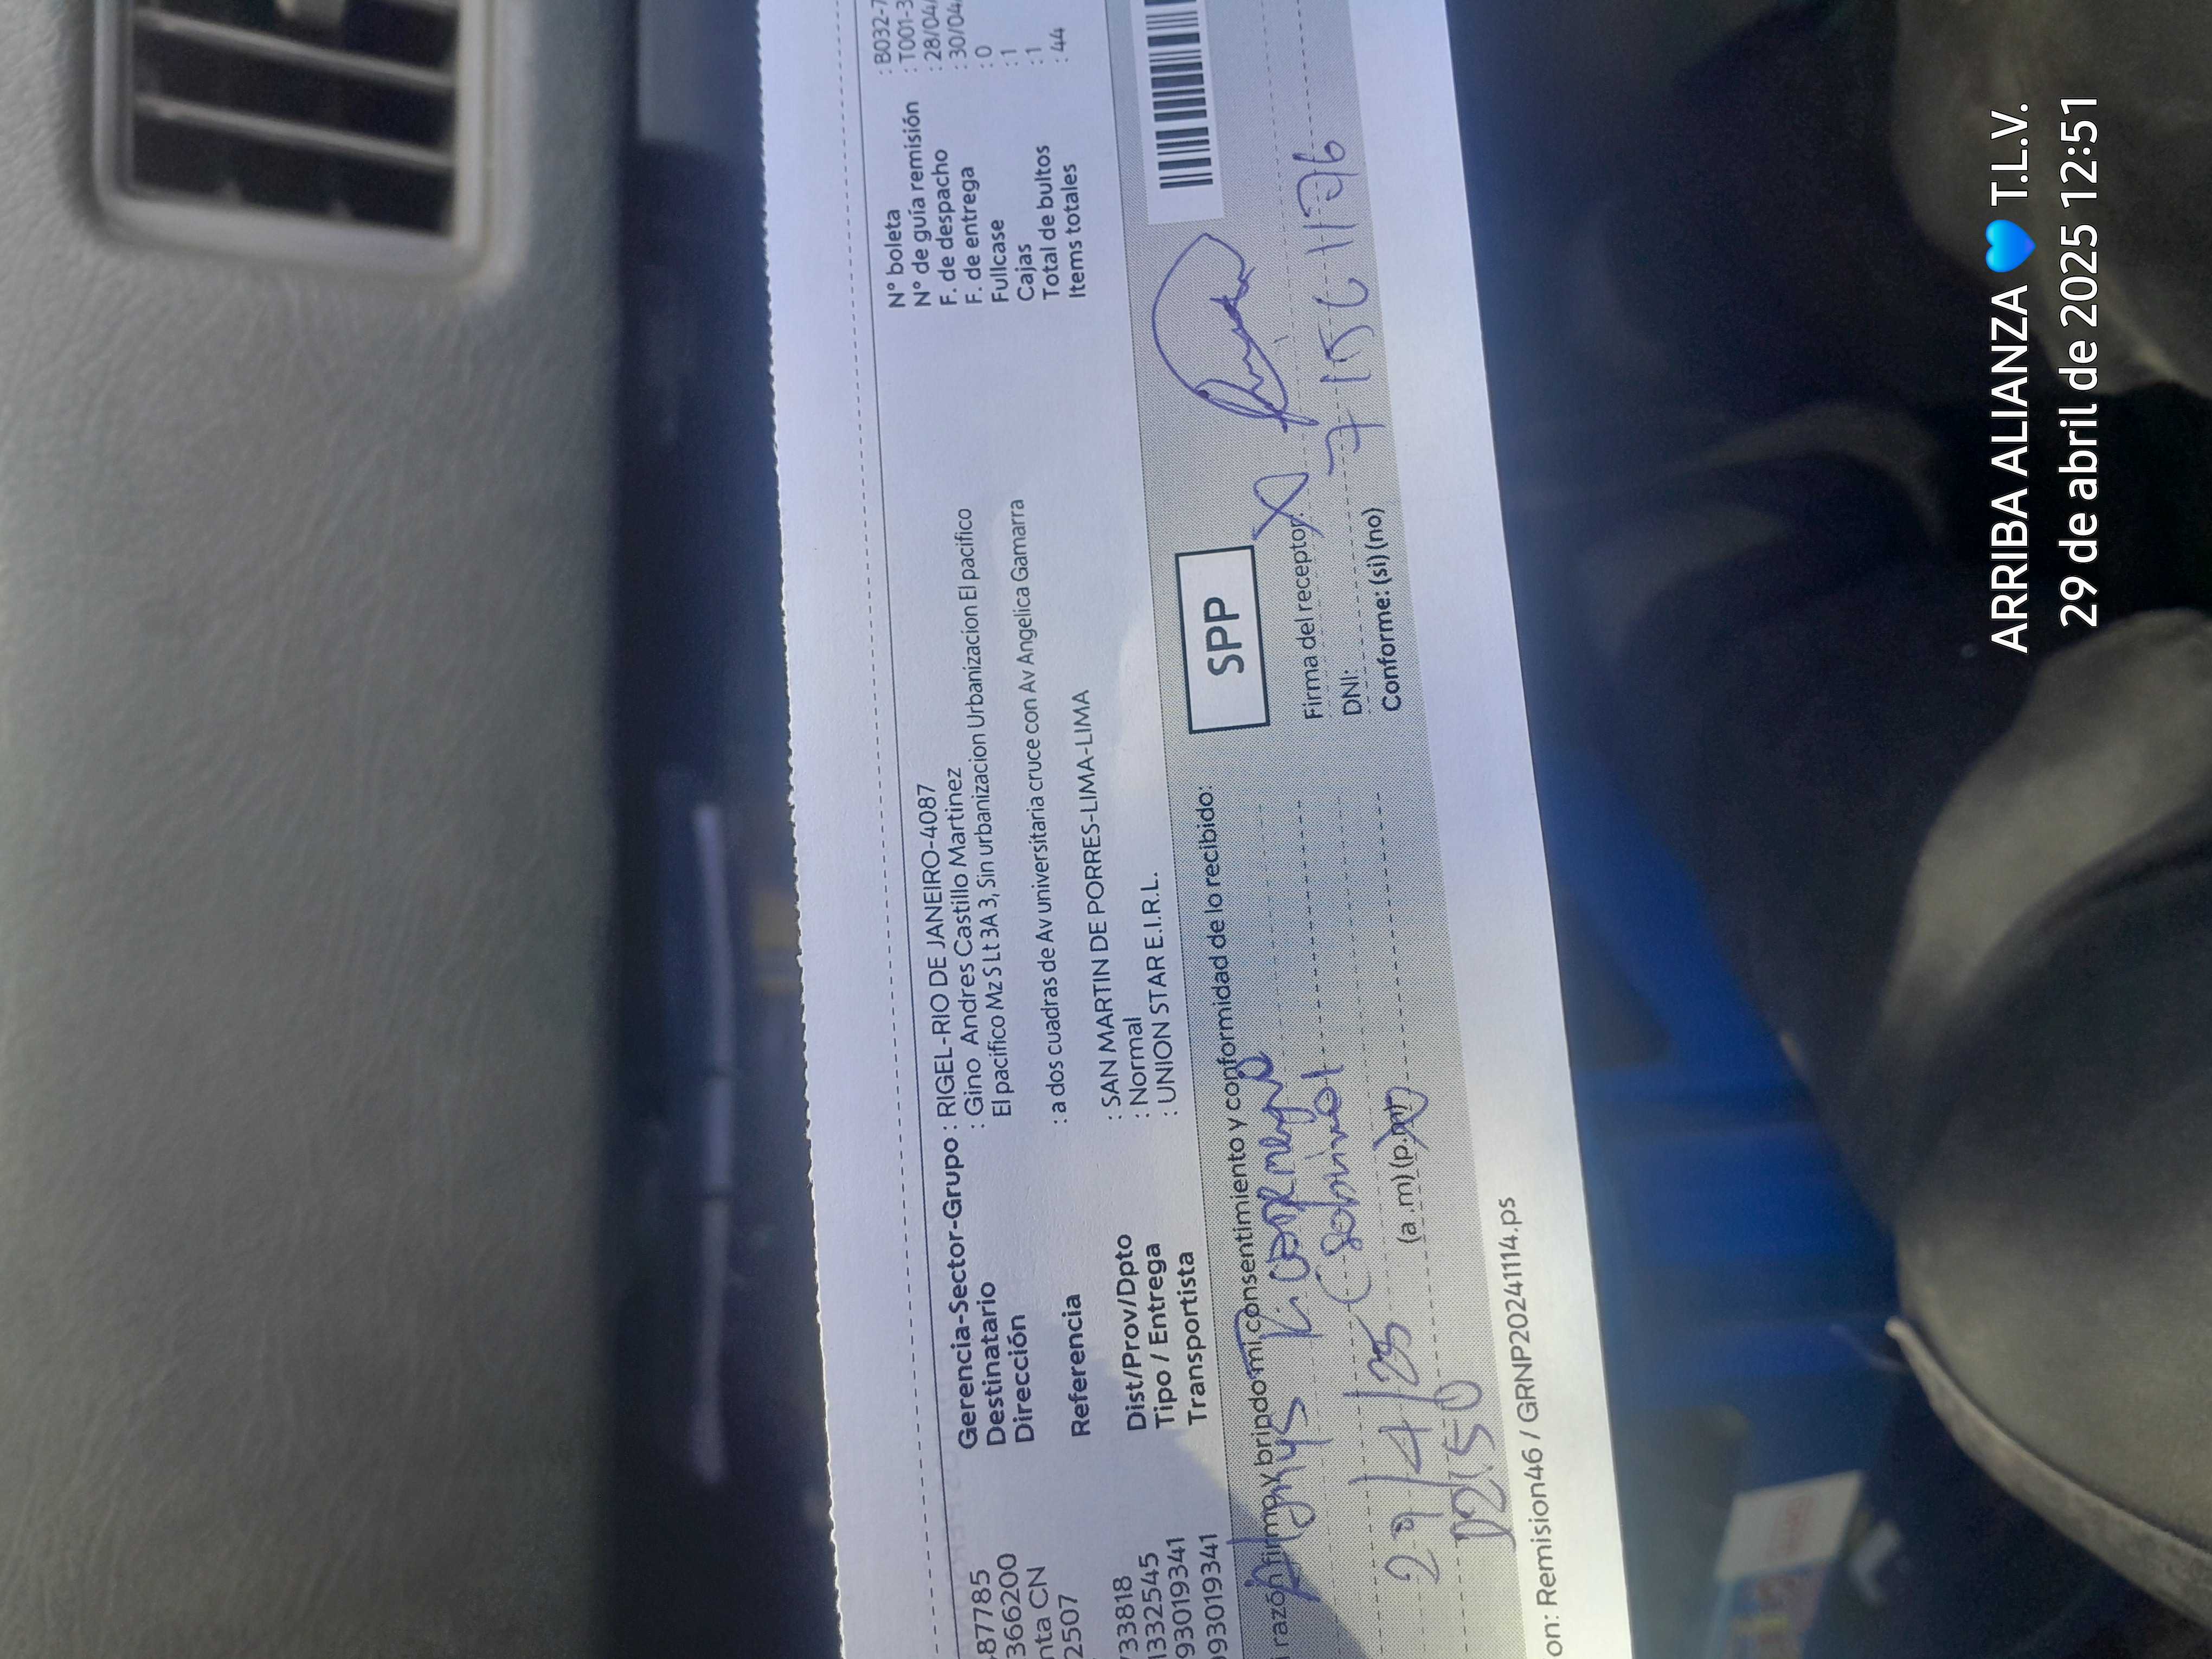 87785
366200
nta CN
2507
33818
1332545
93019341
93019341
Gerencia-Sector-Grupo : RIGEL-RIO DE JANEIRO-4087
Destinatario : Gino Andres Castillo Martinez
Dirección El pacifico Mz S Lt 3A 3, Sin urbanizacion Urbanizacion El pacifico
Referencia : a dos cuadras de Av universitaria cruce con Av Angelica Gamarra
Dist/Prov/Dpto : SAN MARTIN DE PORRES-LIMA-LIMA
Tipo / Entrega : Normal
Transportista : UNION STAR E.I.R.L.
N° boleta : B032-7
N° de guía remisión : T001-3
F. de despacho : 28/04/
F. de entrega : 30/04/
Fullcase : 0
Cajas : 1
Total de bultos : 1
Items totales : 44
razón firmo y brindo mi consentimiento y conformidad de lo recibido:
(Sobrino)
29/4/25
12:50 (a.m) (p.m)
SPP
Firma del receptor: X
DNI:
Conforme: (si) (no)
on: Remision46 / GRNP20241114.ps
ARRIBA ALIANZA 💙 T.L.V.
29 de abril de 2025 12:51